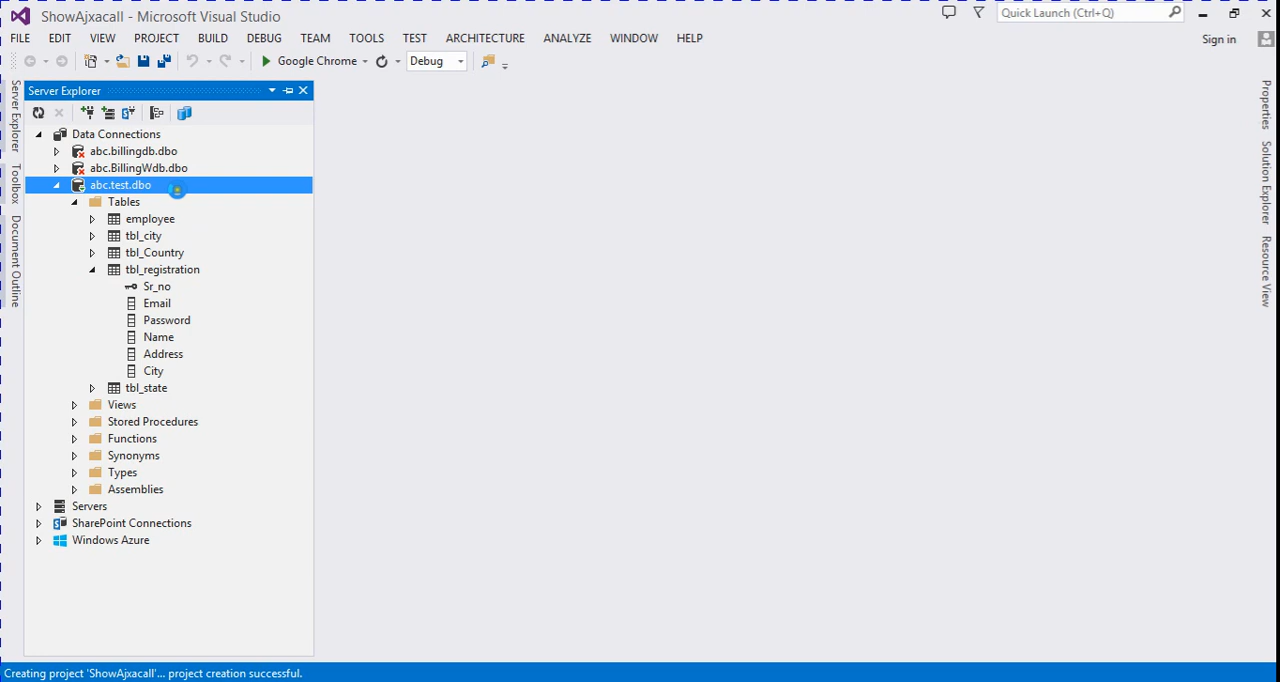 ShowAjxacall - Microsoft Visual Studio
Quick Launch (Ctrl+Q)
FILE EDIT VIEW PROJECT BUILD DEBUG TEAM TOOLS TEST ARCHITECTURE ANALYZE WINDOW HELP
Sign in
Google Chrome
Debug
Server Explorer
Toolbox
Document Outline
Server Explorer
Data Connections
abc.billingdb.dbo
abc.BillingWdb.dbo
abc.test.dbo
Tables
employee
tbl_city
tbl_Country
tbl_registration
Sr_no
Email
Password
Name
Address
City
tbl_state
Views
Stored Procedures
Functions
Synonyms
Types
Assemblies
Servers
SharePoint Connections
Windows Azure
Properties
Solution Explorer
Resource View
Creating project 'ShowAjxacall'... project creation successful.